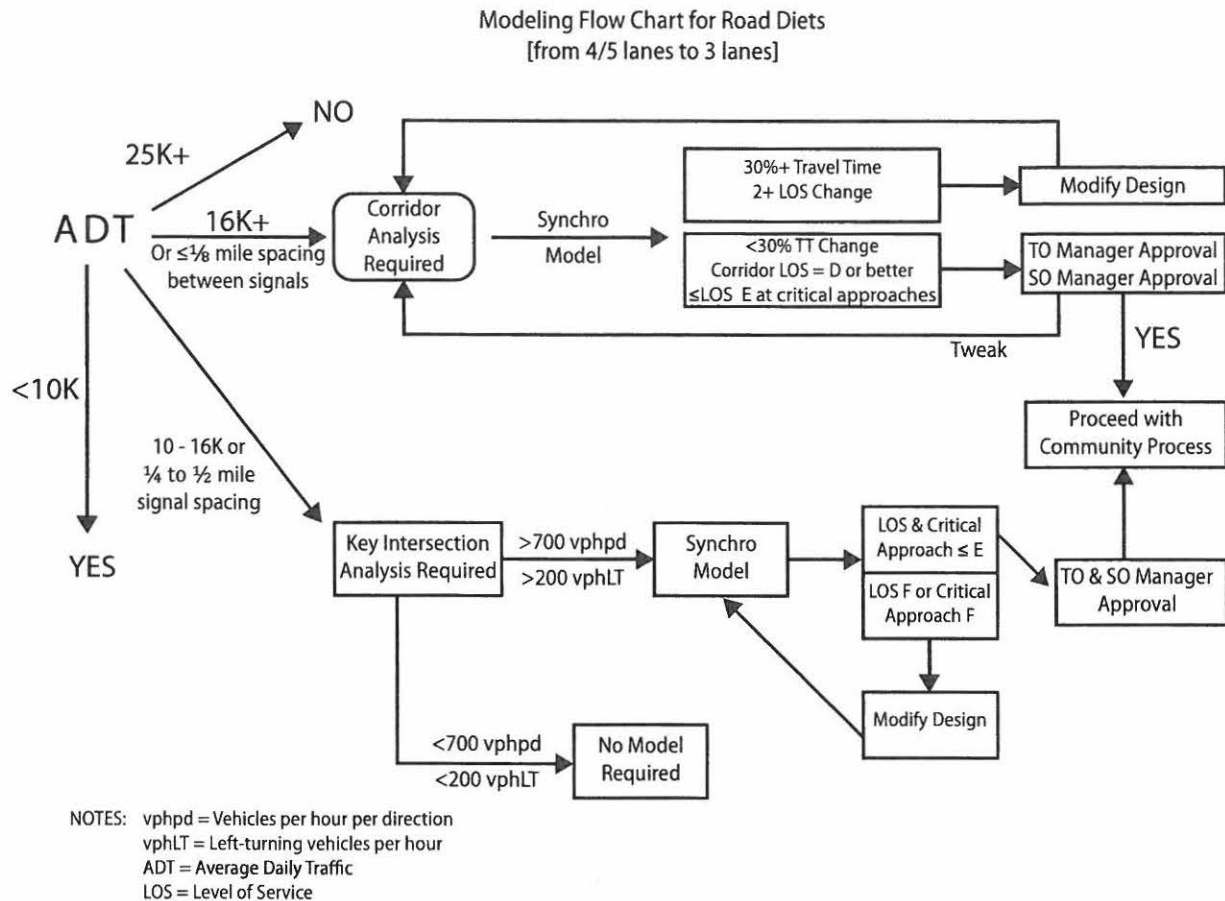 Modeling Flow Chart for Road Diets
[from 4/5 lanes to 3 lanes]
NO
25K+
ADT
16K+
Or ≤⅛ mile spacing
between signals
Corridor
Analysis
Required
Synchro
Model
30%+ Travel Time
2+ LOS Change
Modify Design
<30% TT Change
Corridor LOS = D or better
≤LOS E at critical approaches
TO Manager Approval
SO Manager Approval
Tweak
YES
<10K
YES
10 - 16K or
¼ to ½ mile
signal spacing
Proceed with
Community Process
Key Intersection
Analysis Required
>700 vphpd
>200 vphLT
Synchro
Model
LOS & Critical
Approach ≤ E
LOS F or Critical
Approach F
TO & SO Manager
Approval
Modify Design
<700 vphpd
<200 vphLT
No Model
Required
NOTES: vphpd = Vehicles per hour per direction
vphLT = Left-turning vehicles per hour
ADT = Average Daily Traffic
LOS = Level of Service